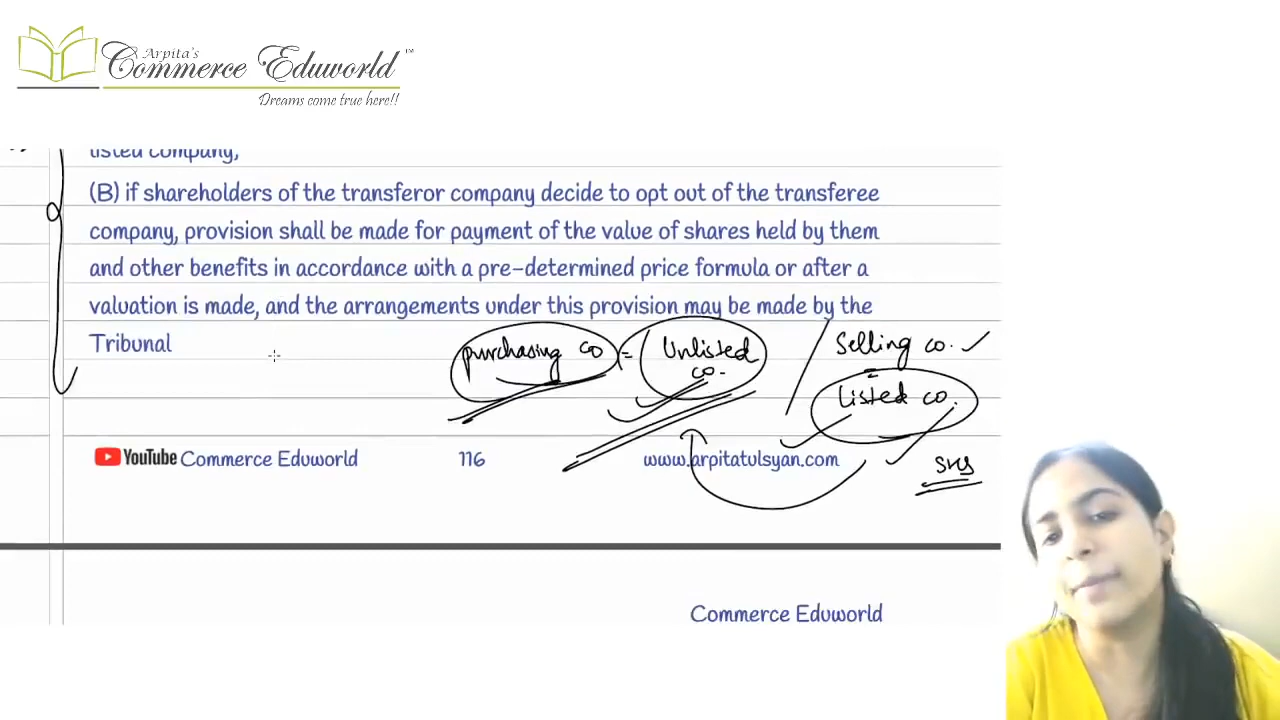 Arpita's
Commerce Eduworld™
Dreams come true here!!
listed company,
(B) if shareholders of the transferor company decide to opt out of the transferee
company, provision shall be made for payment of the value of shares held by them
and other benefits in accordance with a pre-determined price formula or after a
valuation is made, and the arrangements under this provision may be made by the
Tribunal
purchasing co = Unlisted co.
Selling co.
Listed co.
YouTube Commerce Eduworld 116 www.arpitatulsyan.com
Commerce Eduworld